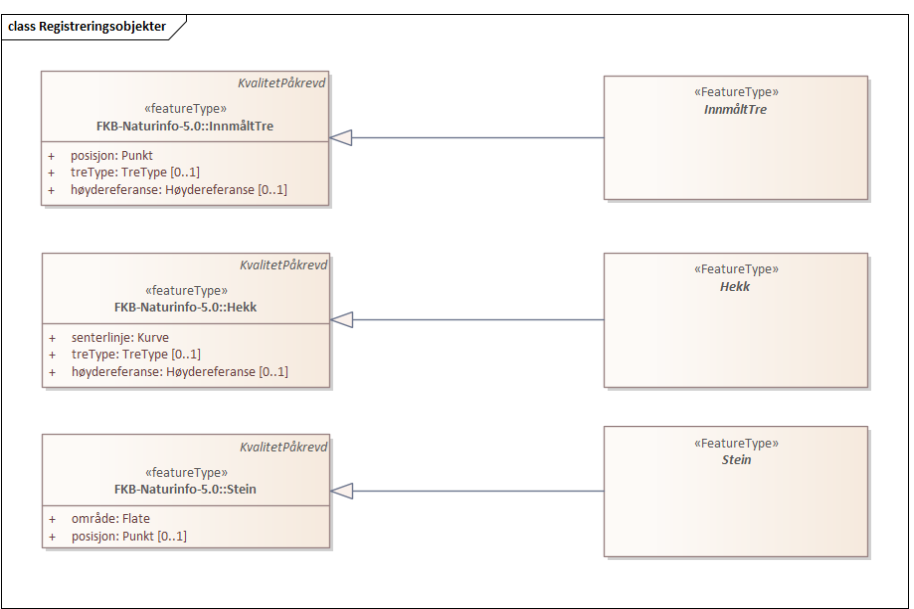 class Registreringsobjekter
KvalitetPåkrevd
«featureType»
FKB-Naturinfo-5.0::InnmåltTre
+ posisjon: Punkt
+ treType: TreType [0..1]
+ høydereferanse: Høydereferanse [0..1]
«FeatureType»
InnmåltTre
KvalitetPåkrevd
«featureType»
FKB-Naturinfo-5.0::Hekk
+ senterlinje: Kurve
+ treType: TreType [0..1]
+ høydereferanse: Høydereferanse [0..1]
«FeatureType»
Hekk
KvalitetPåkrevd
«featureType»
FKB-Naturinfo-5.0::Stein
+ område: Flate
+ posisjon: Punkt [0..1]
«FeatureType»
Stein